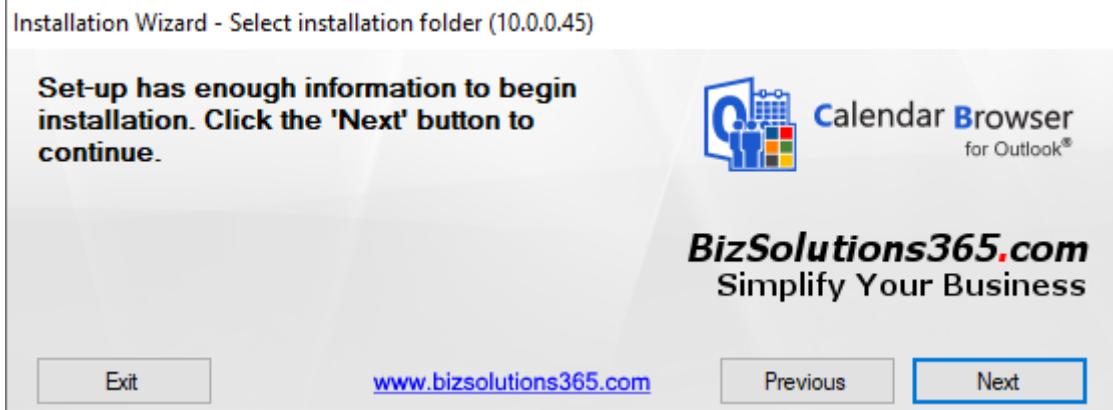 Installation Wizard - Select installation folder (10.0.0.45)
Set-up has enough information to begin
installation. Click the 'Next' button to
continue.
Calendar Browser
for Outlook®
BizSolutions365.com
Simplify Your Business
Exit
www.bizsolutions365.com
Previous
Next